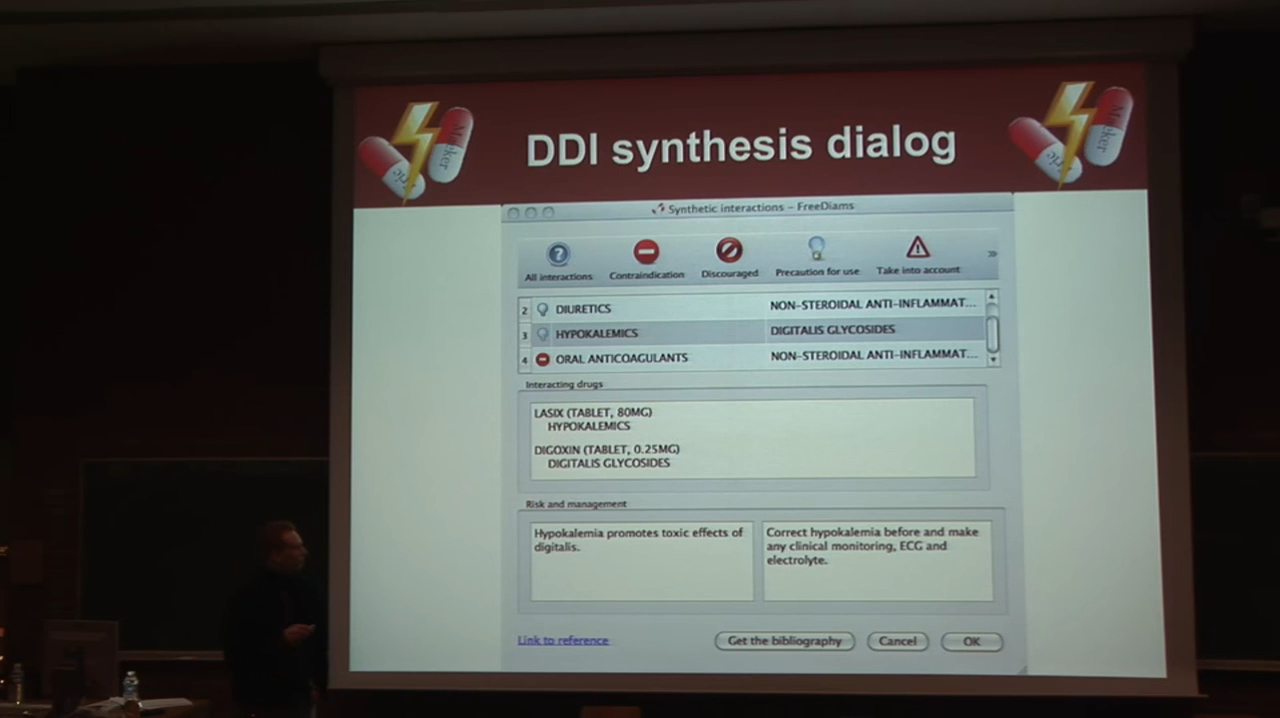 DDI synthesis dialog
Synthetic interactions – FreeDiams
All interactions
Contraindication
Discouraged
Precaution for use
Take into account
»
2 DIURETICS NON-STEROIDAL ANTI-INFLAMMAT...
3 HYPOKALEMICS DIGITALIS GLYCOSIDES
4 ORAL ANTICOAGULANTS NON-STEROIDAL ANTI-INFLAMMAT...
Interacting drugs
LASIX (TABLET, 80MG)
HYPOKALEMICS
DIGOXIN (TABLET, 0.25MG)
DIGITALIS GLYCOSIDES
Risk and management
Hypokalemia promotes toxic effects of
digitalis.
Correct hypokalemia before and make
any clinical monitoring, ECG and
electrolyte.
Link to reference
Get the bibliography
Cancel
OK